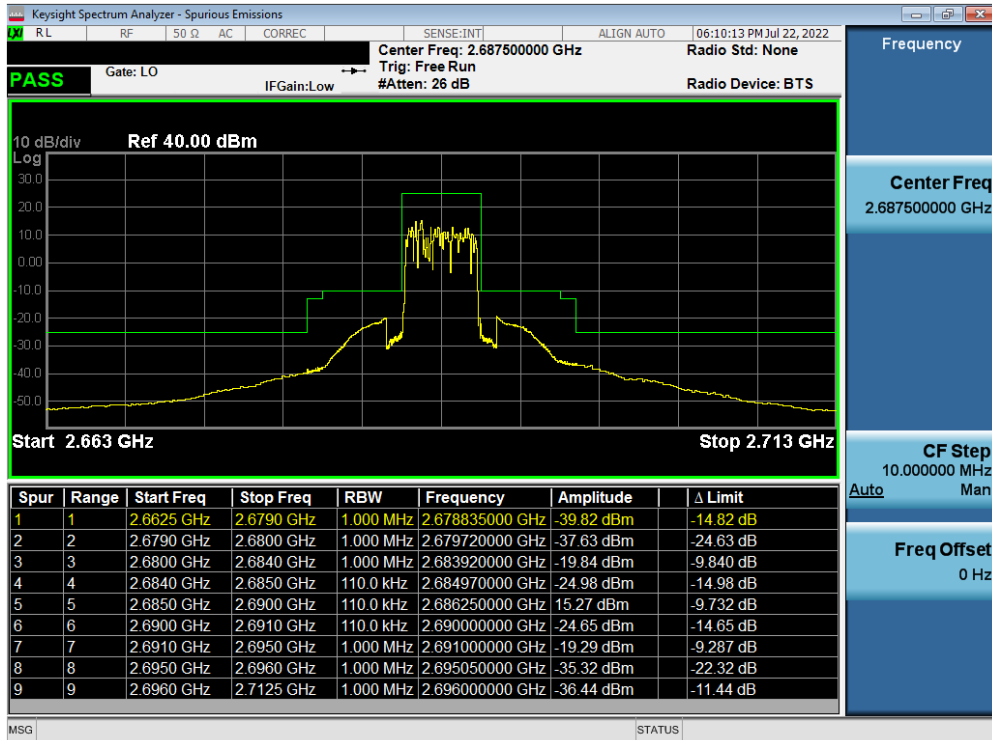 Keysight Spectrum Analyzer - Spurious Emissions
LXI RL RF 50 Ω AC CORREC SENSE:INT ALIGN AUTO 06:10:13 PM Jul 22, 2022
Center Freq: 2.687500000 GHz Radio Std: None
PASS Gate: LO Trig: Free Run
IFGain:Low #Atten: 26 dB Radio Device: BTS
10 dB/div Ref 40.00 dBm
Log
30.0
20.0
10.0
0.00
-10.0
-20.0
-30.0
-40.0
-50.0
Start 2.663 GHz Stop 2.713 GHz
Spur Range Start Freq Stop Freq RBW Frequency Amplitude Δ Limit
1 1 2.6625 GHz 2.6790 GHz 1.000 MHz 2.678835000 GHz -39.82 dBm -14.82 dB
2 2 2.6790 GHz 2.6800 GHz 1.000 MHz 2.679720000 GHz -37.63 dBm -24.63 dB
3 3 2.6800 GHz 2.6840 GHz 1.000 MHz 2.683920000 GHz -19.84 dBm -9.840 dB
4 4 2.6840 GHz 2.6850 GHz 110.0 kHz 2.684970000 GHz -24.98 dBm -14.98 dB
5 5 2.6850 GHz 2.6900 GHz 110.0 kHz 2.686250000 GHz 15.27 dBm -9.732 dB
6 6 2.6900 GHz 2.6910 GHz 110.0 kHz 2.690000000 GHz -24.65 dBm -14.65 dB
7 7 2.6910 GHz 2.6950 GHz 1.000 MHz 2.691000000 GHz -19.29 dBm -9.287 dB
8 8 2.6950 GHz 2.6960 GHz 1.000 MHz 2.695050000 GHz -35.32 dBm -22.32 dB
9 9 2.6960 GHz 2.7125 GHz 1.000 MHz 2.696000000 GHz -36.44 dBm -11.44 dB
MSG STATUS
Frequency
Center Freq
2.687500000 GHz
CF Step
10.000000 MHz
Auto Man
Freq Offset
0 Hz